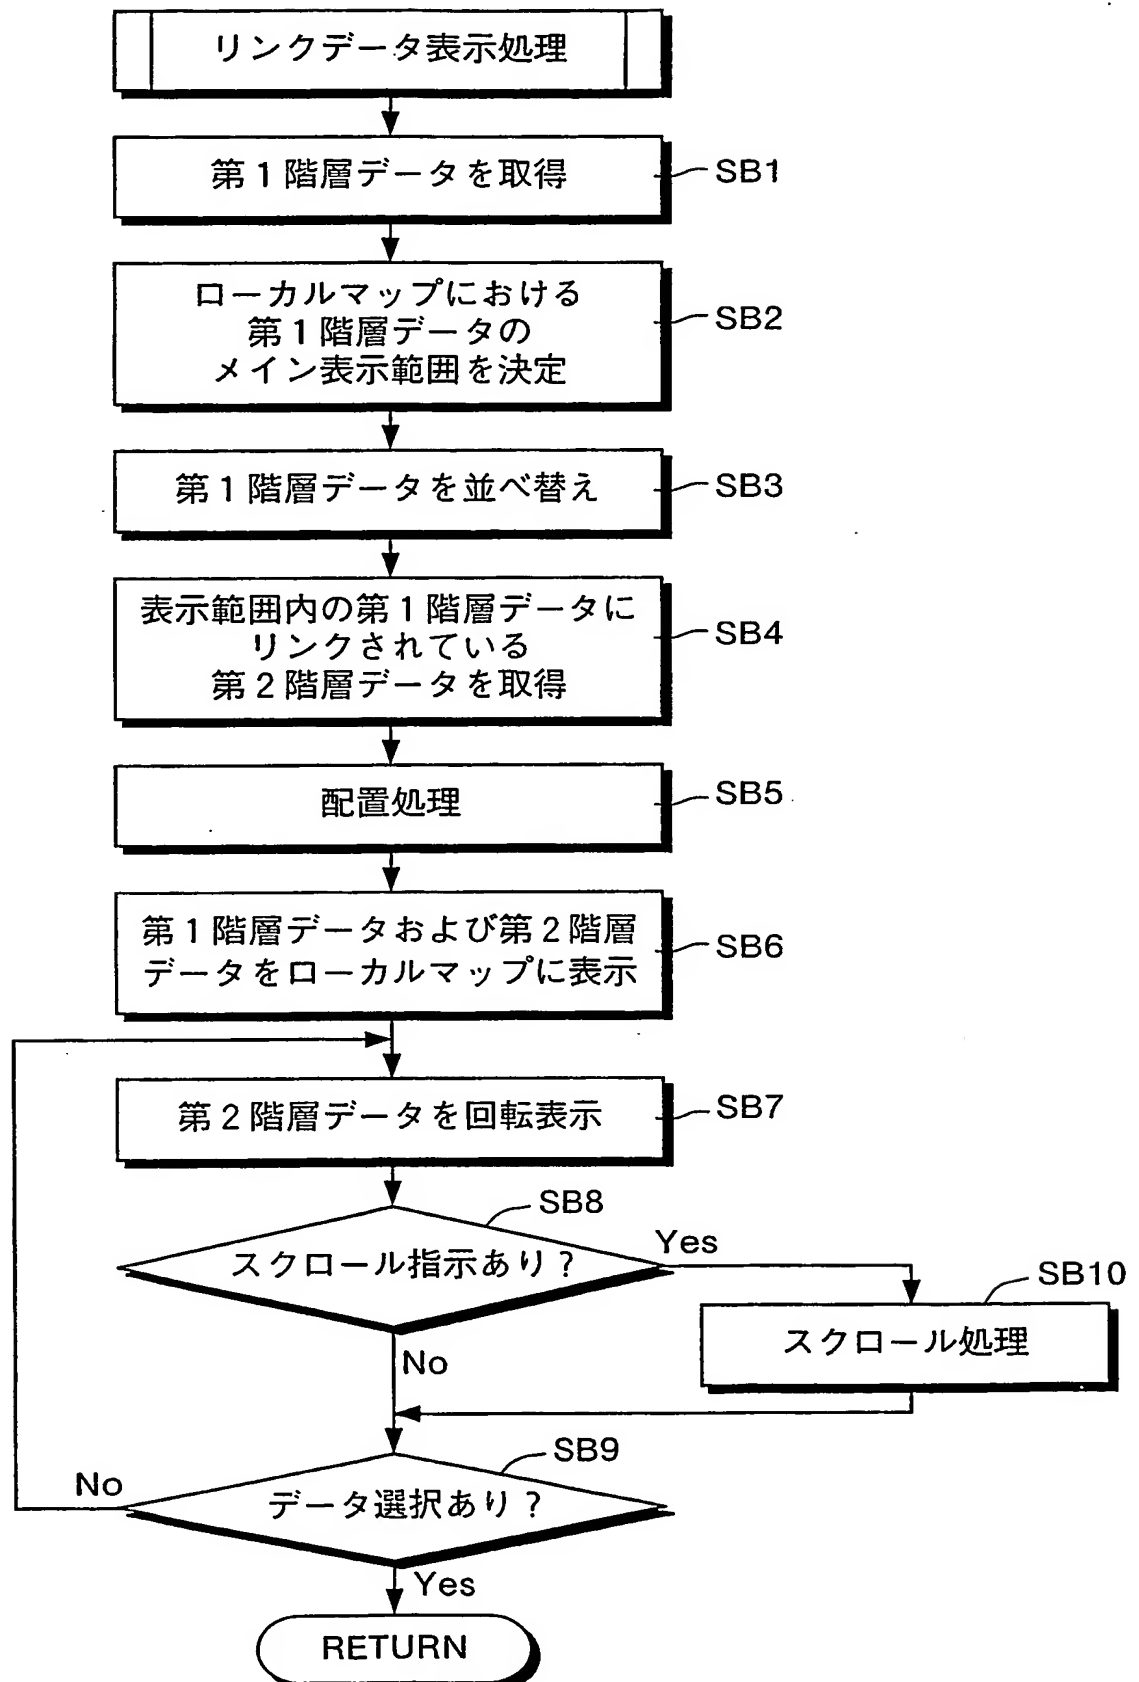 リンクデータ表示処理
第1階層データを取得
SB1
ローカルマップにおける
第1階層データの
メイン表示範囲を決定
SB2
第1階層データを並べ替え
SB3
表示範囲内の第1階層データに
リンクされている
第2階層データを取得
SB4
配置処理
SB5
第1階層データおよび第2階層
データをローカルマップに表示
SB6
第2階層データを回転表示
SB7
SB8
スクロール指示あり?
Yes
SB10
スクロール処理
No
SB9
データ選択あり?
No
Yes
RETURN